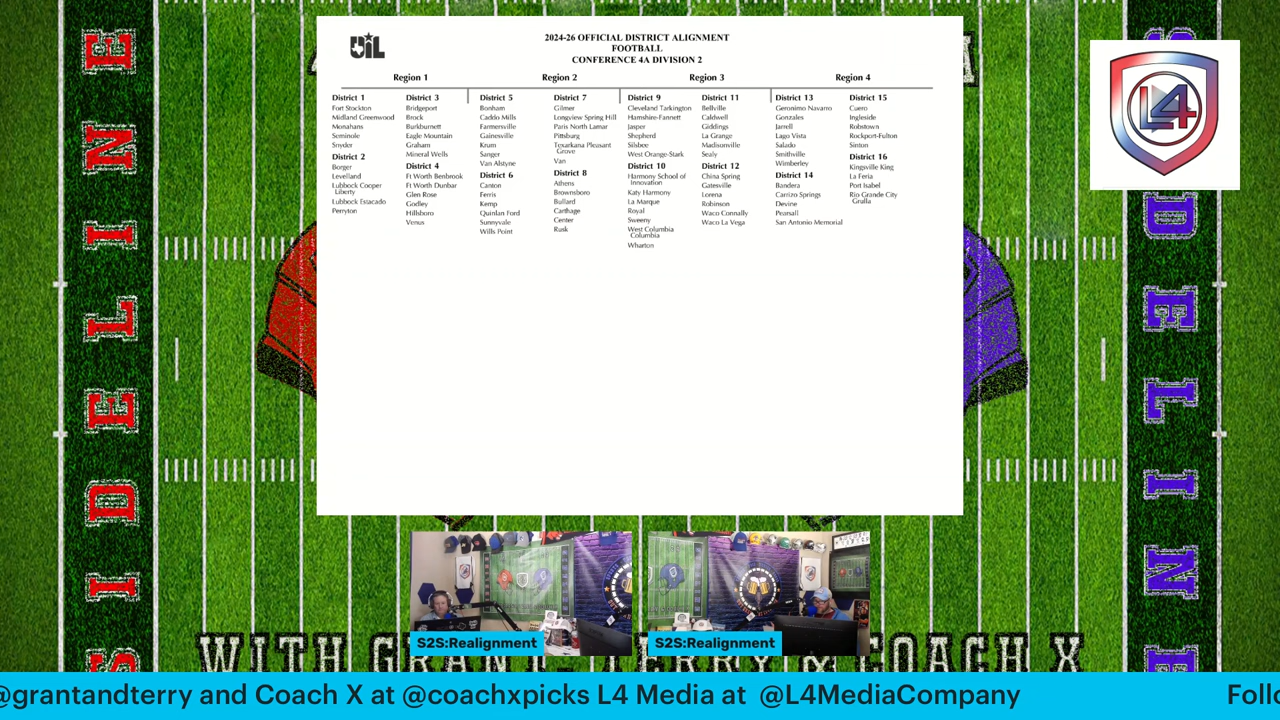 SIDELINE
UIL
2024-26 OFFICIAL DISTRICT ALIGNMENT
FOOTBALL
CONFERENCE 4A DIVISION 2
Region 1
Region 2
Region 3
Region 4
District 1
Fort Stockton
Midland Greenwood
Monahans
Seminole
Snyder
District 2
Borger
Levelland
Lubbock Cooper
Liberty
Lubbock Estacado
Perryton
District 3
Bridgeport
Brock
Burkburnett
Eagle Mountain
Graham
Mineral Wells
District 4
Ft Worth Benbrook
Ft Worth Dunbar
Glen Rose
Godley
Hillsboro
Venus
District 5
Bonham
Caddo Mills
Farmersville
Gainesville
Krum
Sanger
Van Alstyne
District 6
Canton
Ferris
Kemp
Quinlan Ford
Sunnyvale
Wills Point
District 7
Gilmer
Longview Spring Hill
Paris North Lamar
Pittsburg
Texarkana Pleasant
Grove
Van
District 8
Athens
Brownsboro
Bullard
Carthage
Center
Rusk
District 9
Cleveland Tarkington
Hamshire-Fannett
Jasper
Shepherd
Silsbee
West Orange-Stark
District 10
Harmony School of
Innovation
Katy Harmony
La Marque
Royal
Sweeny
West Columbia
Columbia
Wharton
District 11
Bellville
Caldwell
Giddings
La Grange
Madisonville
Sealy
District 12
China Spring
Gatesville
Lorena
Robinson
Waco Connally
Waco La Vega
District 13
Geronimo Navarro
Gonzales
Jarrell
Lago Vista
Salado
Smithville
Wimberley
District 14
Bandera
Carrizo Springs
Devine
Pearsall
San Antonio Memorial
District 15
Cuero
Ingleside
Robstown
Rockport-Fulton
Sinton
District 16
Kingsville King
La Feria
Port Isabel
Rio Grande City
Grulla
L4
SIDELINE
S2S:Realignment
S2S:Realignment
WITH GRANT, TERRY & COACH X
@grantandterry and Coach X at @coachxpicks L4 Media at @L4MediaCompany
Follo